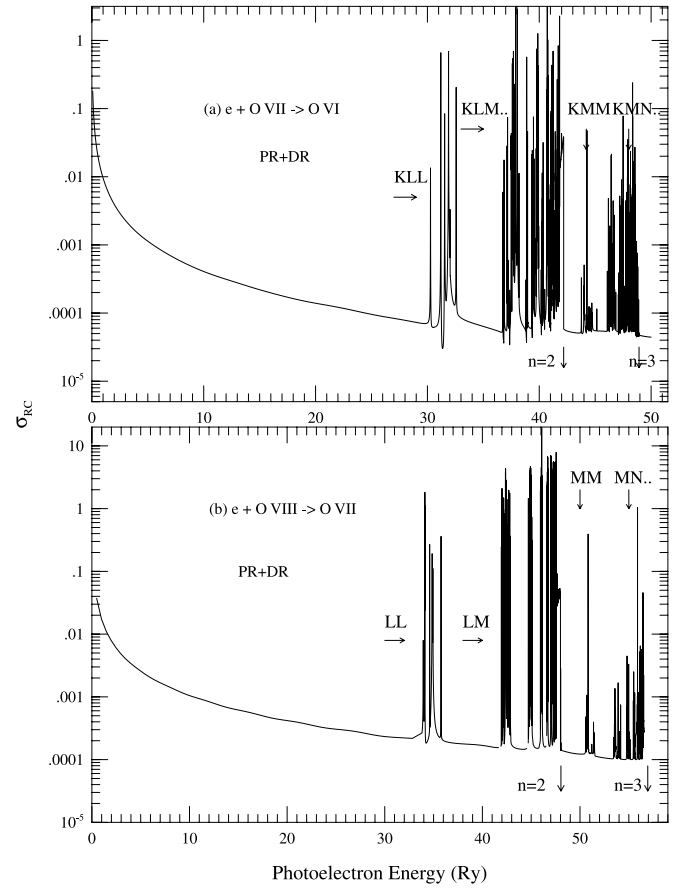 1
.1
.01
.001
.0001
10⁻⁵
(a) e + O VII -> O VI
PR+DR
KLL
KLM..
KMM
KMN..
n=2
n=3
0
10
20
30
40
50
σRC
10
1
.1
.01
.001
.0001
10⁻⁵
(b) e + O VIII -> O VII
PR+DR
LL
LM
MM
MN..
n=2
n=3
0
10
20
30
40
50
Photoelectron Energy (Ry)